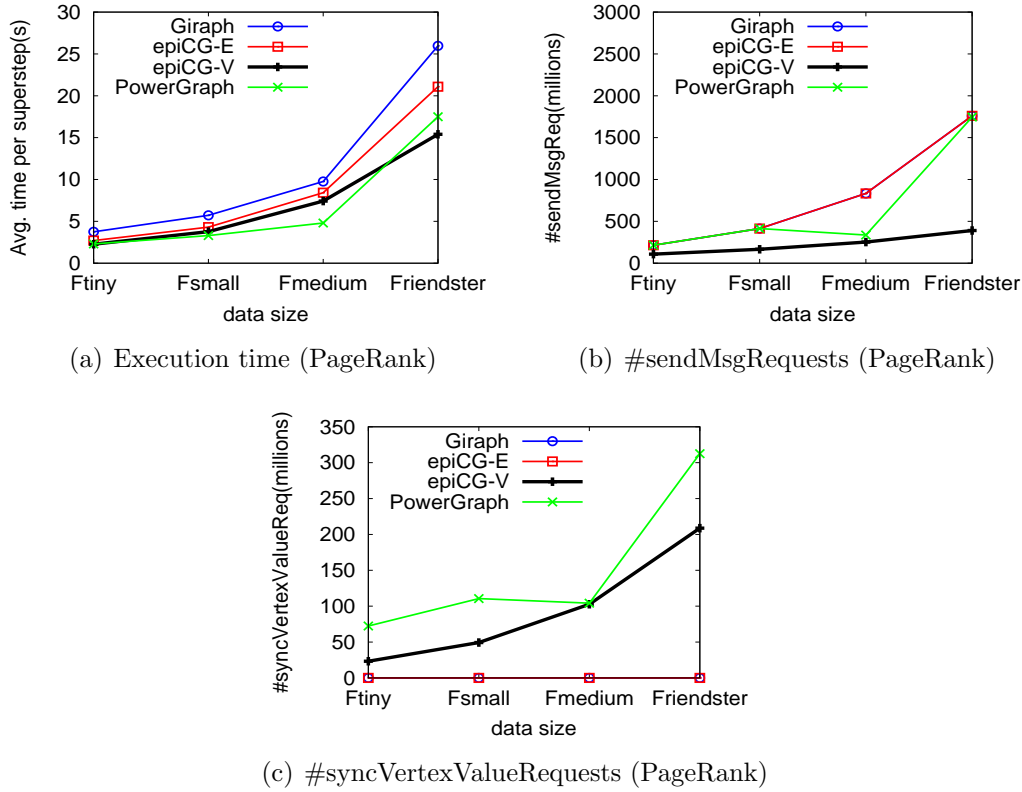 Avg. time per superstep(s)
30
25
20
15
10
5
0
Giraph
epiCG-E
epiCG-V
PowerGraph
Ftiny Fsmall Fmedium Friendster
data size
(a) Execution time (PageRank)
#sendMsgReq(millions)
3000
2500
2000
1500
1000
500
0
Giraph
epiCG-E
epiCG-V
PowerGraph
Ftiny Fsmall Fmedium Friendster
data size
(b) #sendMsgRequests (PageRank)
#syncVertexValueReq(millions)
350
300
250
200
150
100
50
0
Giraph
epiCG-E
epiCG-V
PowerGraph
Ftiny Fsmall Fmedium Friendster
data size
(c) #syncVertexValueRequests (PageRank)